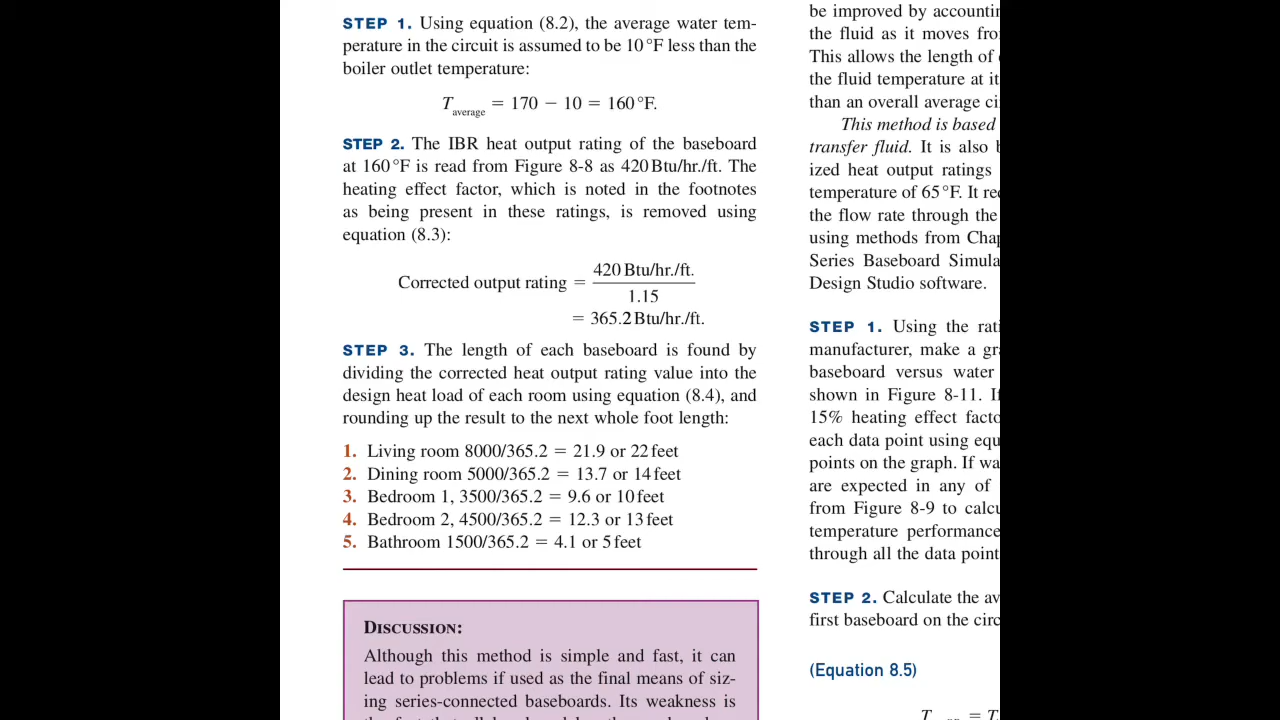 STEP 1. Using equation (8.2), the average water tem-
perature in the circuit is assumed to be 10°F less than the
boiler outlet temperature:
T average = 170 − 10 = 160°F.
STEP 2. The IBR heat output rating of the baseboard
at 160°F is read from Figure 8-8 as 420 Btu/hr./ft. The
heating effect factor, which is noted in the footnotes
as being present in these ratings, is removed using
equation (8.3):
Corrected output rating = 420 Btu/hr./ft. / 1.15
= 365.2 Btu/hr./ft.
STEP 3. The length of each baseboard is found by
dividing the corrected heat output rating value into the
design heat load of each room using equation (8.4), and
rounding up the result to the next whole foot length:
1. Living room 8000/365.2 = 21.9 or 22 feet
2. Dining room 5000/365.2 = 13.7 or 14 feet
3. Bedroom 1, 3500/365.2 = 9.6 or 10 feet
4. Bedroom 2, 4500/365.2 = 12.3 or 13 feet
5. Bathroom 1500/365.2 = 4.1 or 5 feet
DISCUSSION:
Although this method is simple and fast, it can
lead to problems if used as the final means of siz-
ing series-connected baseboards. Its weakness is
be improved by
the fluid as it moves
This allows the length of
the fluid temperature at
than an overall average
This method is based
transfer fluid. It is also
ized heat output ratings
temperature of 65°F. It
the flow rate through the
using methods from
Series Baseboard
Design Studio software.
STEP 1. Using the
manufacturer, make a
baseboard versus water
shown in Figure 8-11.
15% heating effect
each data point using
points on the graph. If
are expected in any of
from Figure 8-9 to
temperature performance
through all the data
STEP 2. Calculate the
first baseboard on the
(Equation 8.5)